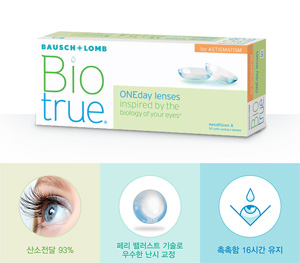 BAUSCH + LOMB
for ASTIGMATISM
Bio
true®
ONEday lenses
inspired by the
biology of your eyes*
nesofilcon A
산소전달 93%
페리 밸러스트 기술로
우수한 난시 교정
촉촉함 16시간 유지